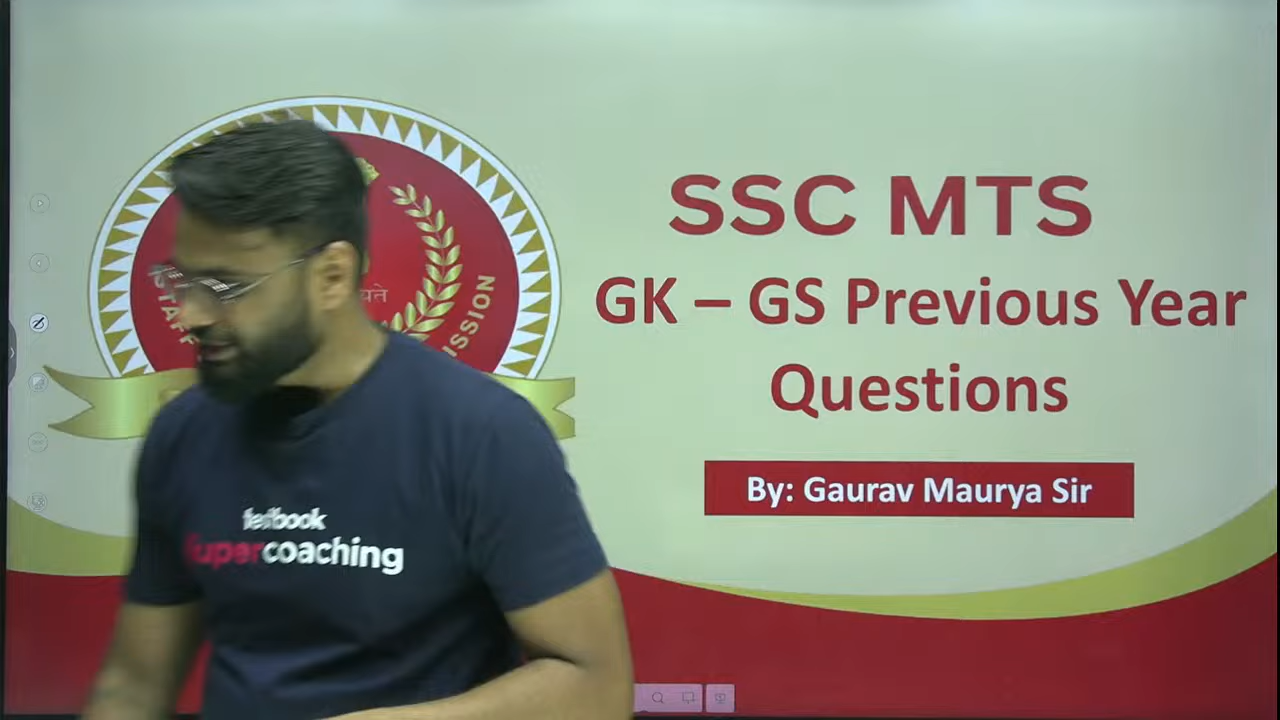 SSC MTS
GK – GS Previous Year
Questions
By: Gaurav Maurya Sir
testbook
supercoaching